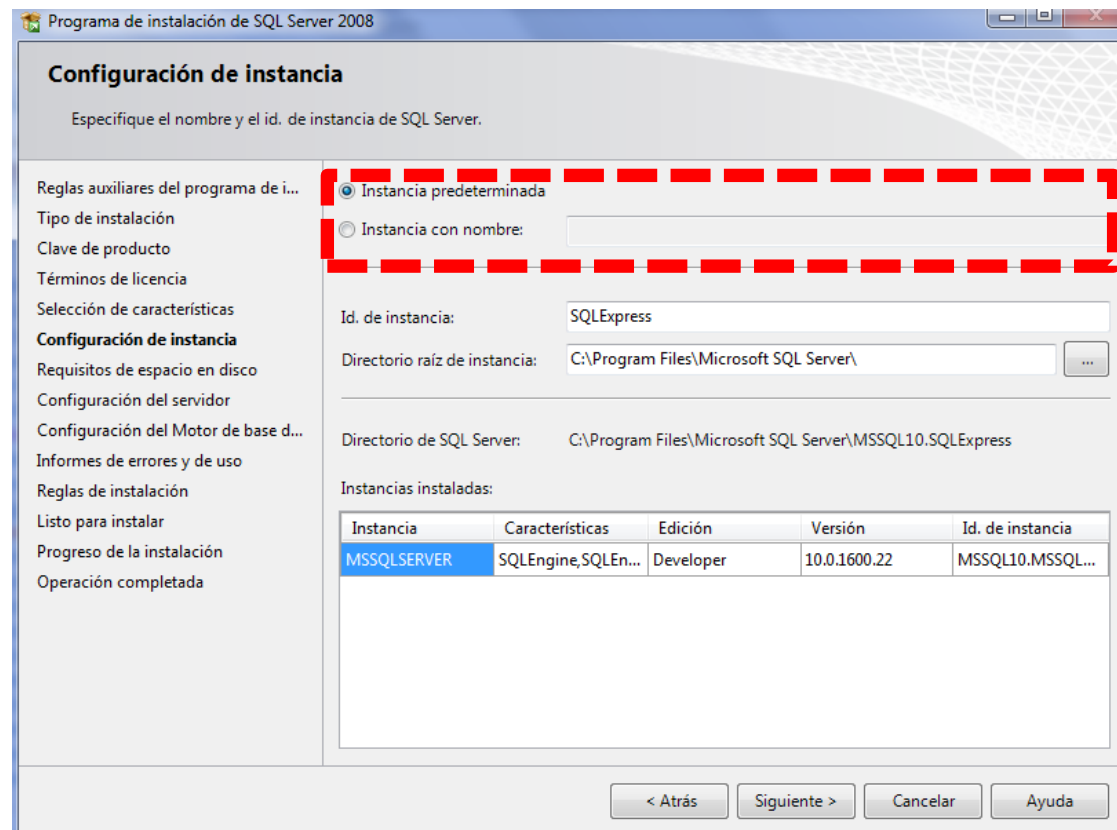 Programa de instalación de SQL Server 2008
Configuración de instancia
Especifique el nombre y el id. de instancia de SQL Server.
Reglas auxiliares del programa de i...
Tipo de instalación
Clave de producto
Términos de licencia
Selección de características
Configuración de instancia
Requisitos de espacio en disco
Configuración del servidor
Configuración del Motor de base d...
Informes de errores y de uso
Reglas de instalación
Listo para instalar
Progreso de la instalación
Operación completada
Instancia predeterminada
Instancia con nombre:
Id. de instancia: SQLExpress
Directorio raíz de instancia: C:\Program Files\Microsoft SQL Server\ ...
Directorio de SQL Server: C:\Program Files\Microsoft SQL Server\MSSQL10.SQLExpress
Instancias instaladas:
Instancia Características Edición Versión Id. de instancia
MSSQLSERVER SQLEngine,SQLEn... Developer 10.0.1600.22 MSSQL10.MSSQL...
< Atrás Siguiente > Cancelar Ayuda